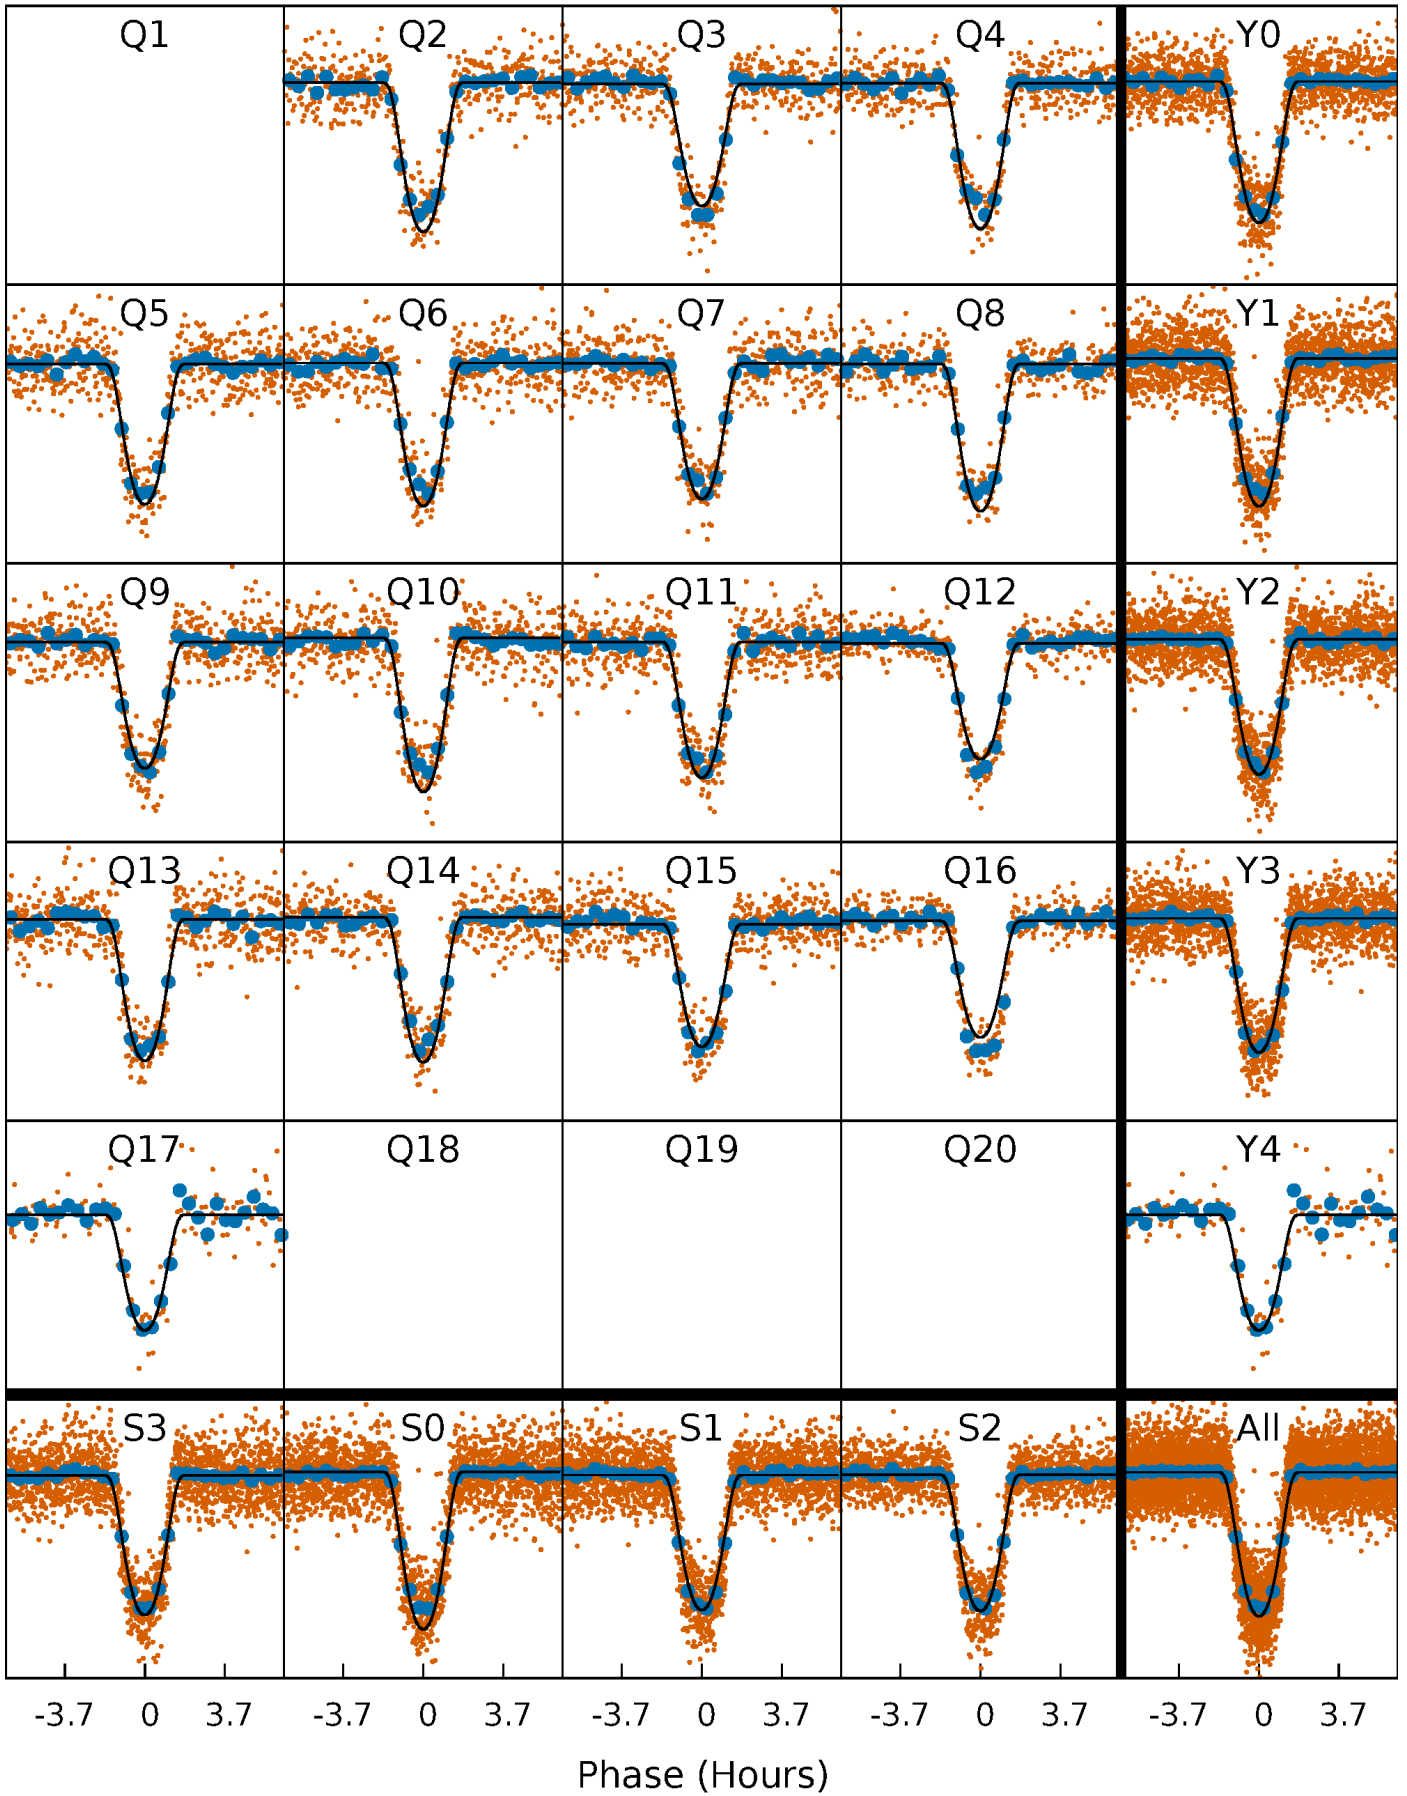 Q1 Q2 Q3 Q4 Y0
Q5 Q6 Q7 Q8 Y1
Q9 Q10 Q11 Q12 Y2
Q13 Q14 Q15 Q16 Y3
Q17 Q18 Q19 Q20 Y4
S3 S0 S1 S2 All
-3.7 0 3.7 -3.7 0 3.7 -3.7 0 3.7 -3.7 0 3.7 -3.7 0 3.7
Phase (Hours)